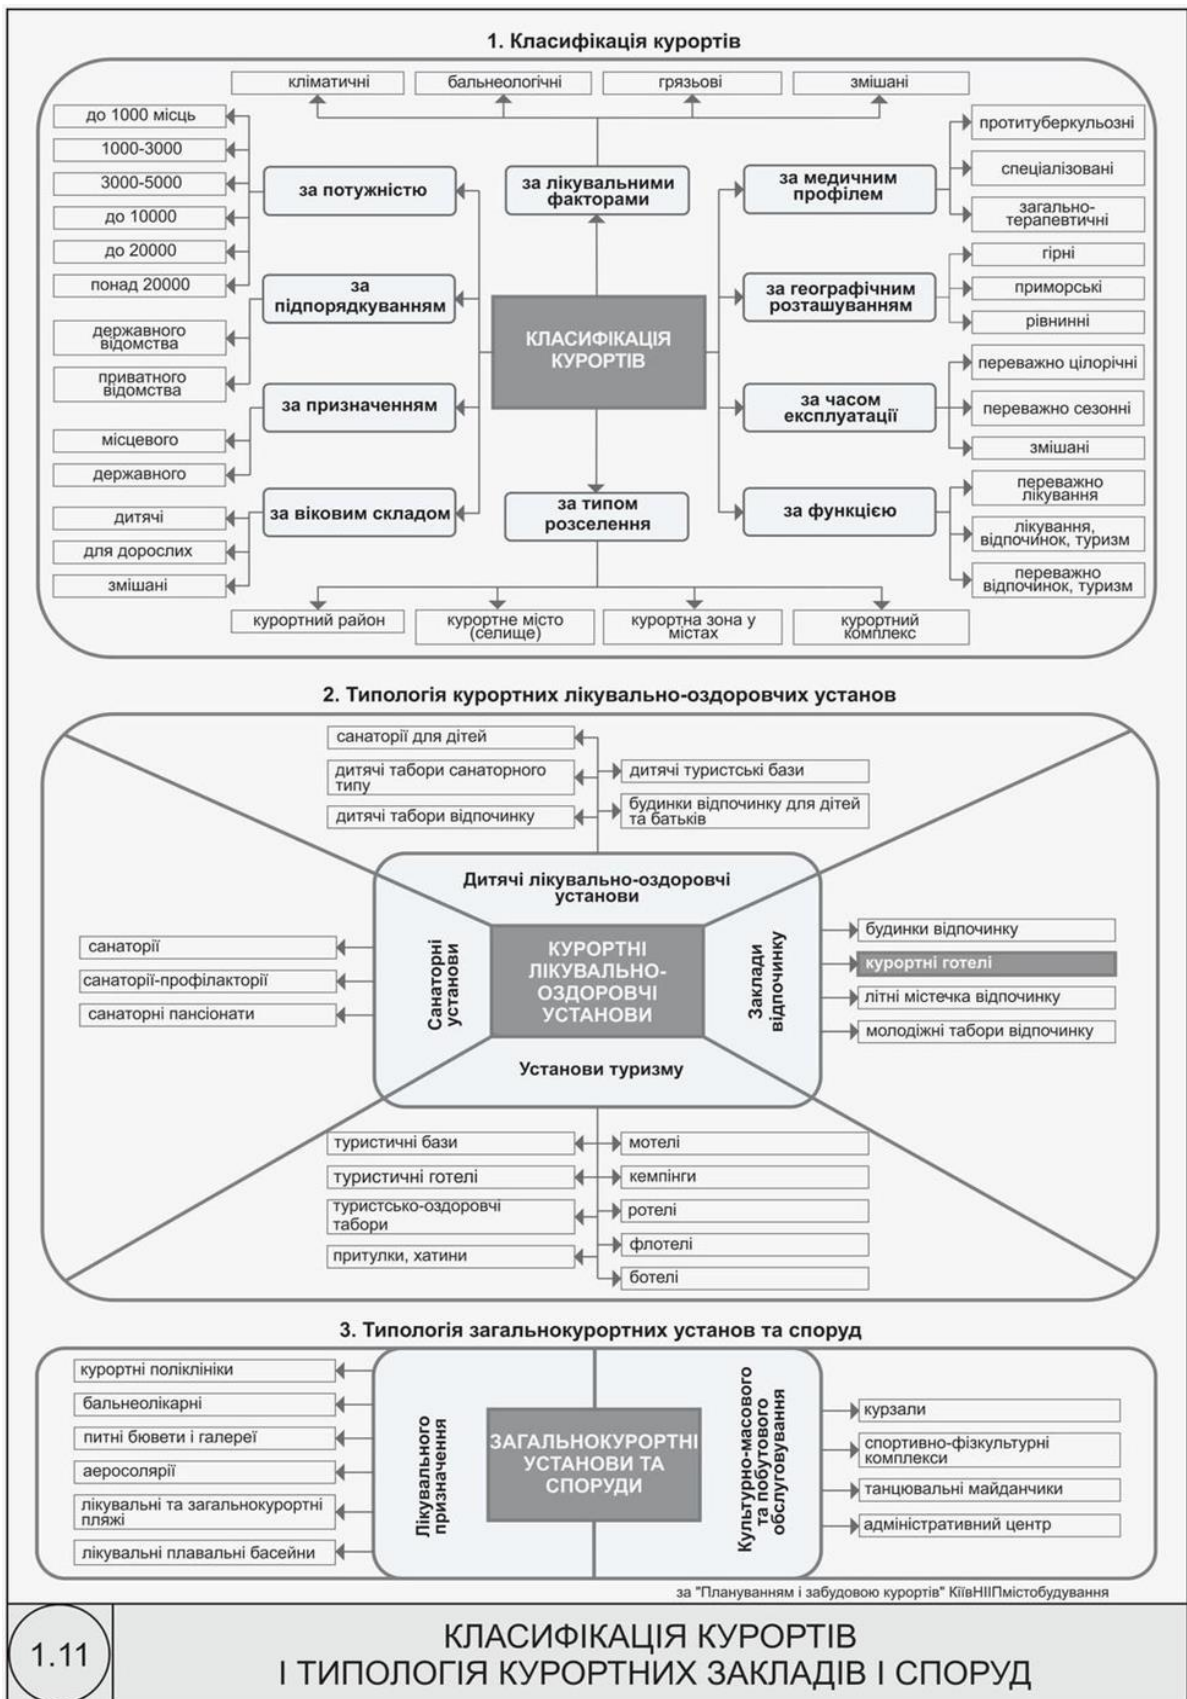 1. Класифікація курортів
кліматичні
бальнеологічні
грязьові
змішані
до 1000 місць
1000-3000
3000-5000
до 10000
до 20000
понад 20000
державного
відомства
приватного
відомства
місцевого
державного
дитячі
для дорослих
змішані
за потужністю
за
підпорядкуванням
за призначенням
за віковим складом
за лікувальними
факторами
КЛАСИФІКАЦІЯ
КУРОРТІВ
за типом
розселення
за медичним
профілем
за географічним
розташуванням
за часом
експлуатації
за функцією
протитуберкульозні
спеціалізовані
загально-
терапевтичні
гірні
приморські
рівнинні
переважно цілорічні
переважно сезонні
змішані
переважно
лікування
лікування,
відпочинок, туризм
переважно
відпочинок, туризм
курортний район
курортне місто
(селище)
курортна зона у
містах
курортний
комплекс
2. Типологія курортних лікувально-оздоровчих установ
санаторії для дітей
дитячі табори санаторного
типу
дитячі табори відпочинку
дитячі туристські бази
будинки відпочинку для дітей
та батьків
Дитячі лікувально-оздоровчі
установи
санаторії
санаторії-профілакторії
санаторні пансіонати
Санаторні
установи
КУРОРТНІ
ЛІКУВАЛЬНО-
ОЗДОРОВЧІ
УСТАНОВИ
Заклади
відпочинку
будинки відпочинку
курортні готелі
літні містечка відпочинку
молодіжні табори відпочинку
Установи туризму
туристичні бази
туристичні готелі
туристсько-оздоровчі
табори
притулки, хатини
мотелі
кемпінги
ротелі
флотелі
ботелі
3. Типологія загальнокурортних установ та споруд
курортні поліклініки
бальнеолікарні
питні бювети і галереї
аеросолярії
лікувальні та загальнокурортні
пляжі
лікувальні плавальні басейни
Лікувального
призначення
ЗАГАЛЬНОКУРОРТНІ
УСТАНОВИ ТА
СПОРУДИ
Культурно-масового
та побутового
обслуговування
курзали
спортивно-фізкультурні
комплекси
танцювальні майданчики
адміністративний центр
за "Плануванням і забудовою курортів" КіївНІІПмістобудування
1.11
КЛАСИФІКАЦІЯ КУРОРТІВ
І ТИПОЛОГІЯ КУРОРТНИХ ЗАКЛАДІВ І СПОРУД